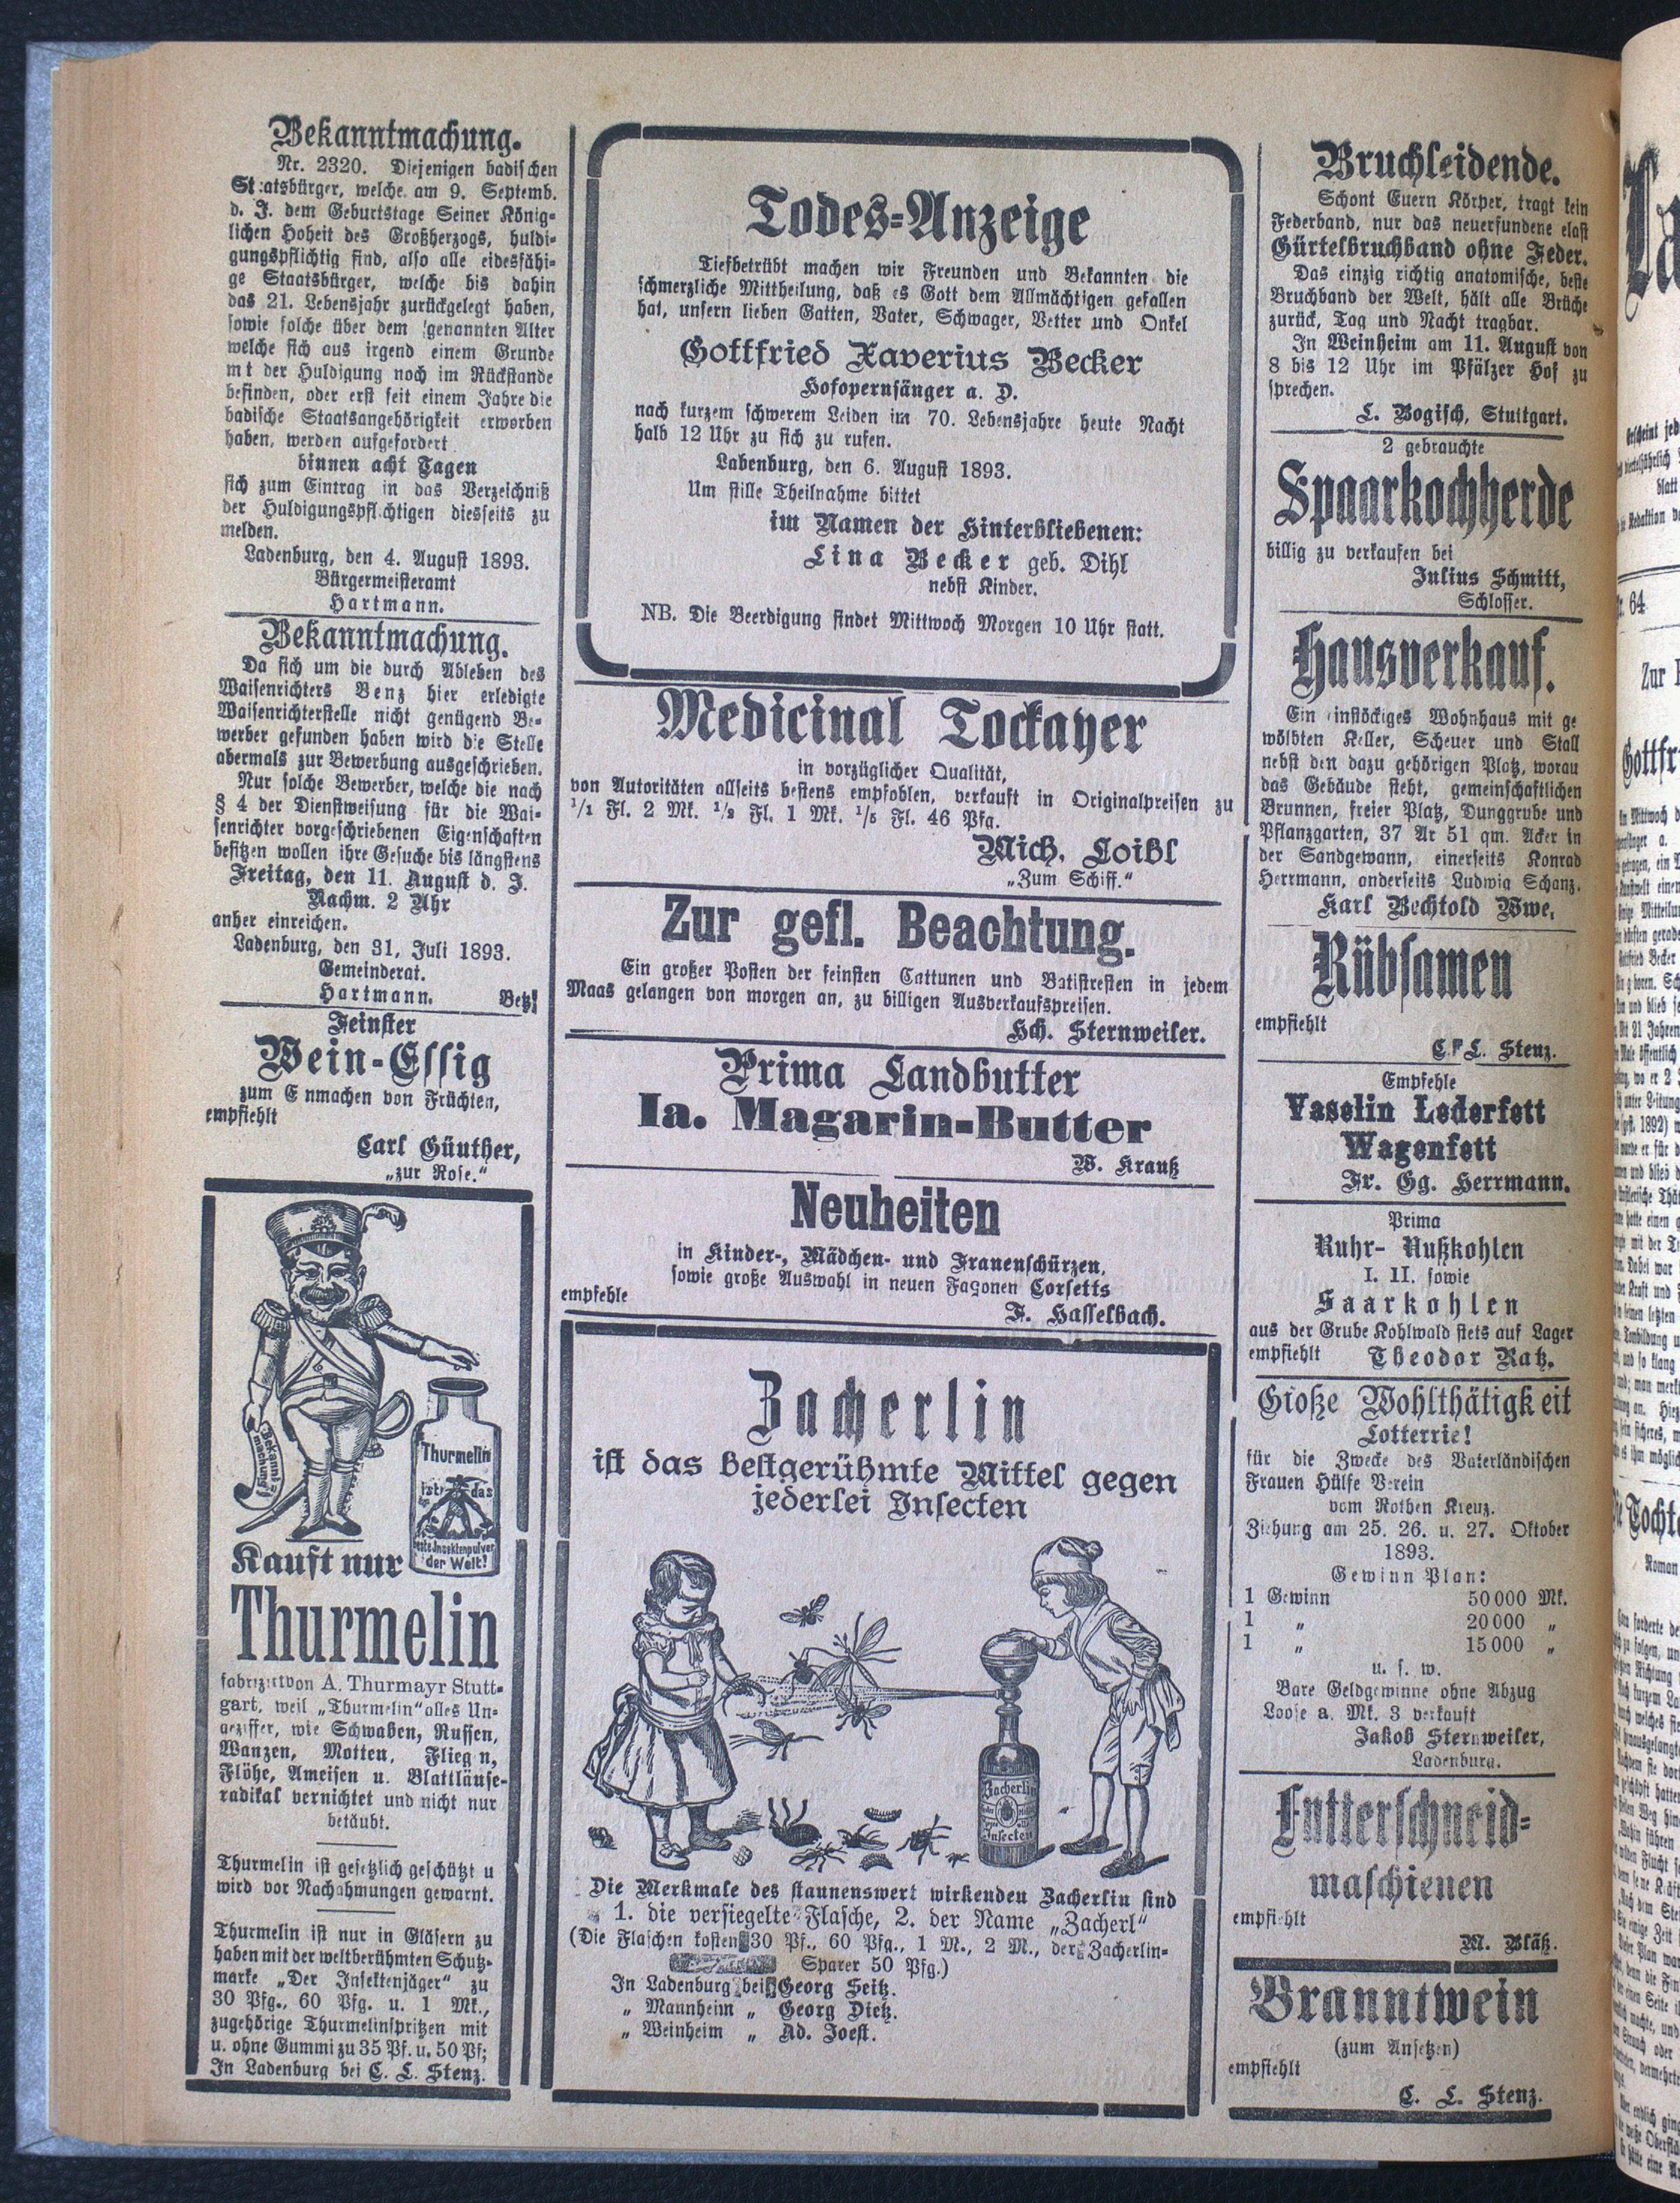 Bekanntmachung.
Nr. 2320. Diejenigen badischen
Staatsbürger, welche am 9. Septemb.
d. J. dem Geburtstage Seiner König-
lichen Hoheit des Großherzogs, huldi-
gungspflichtig sind, also alle eidesfähi-
ge Staatsbürger, welche bis dahin
das 21. Lebensjahr zurückgelegt haben,
sowie solche über dem genannten Alter
welche sich aus irgend einem Grunde
m t der Huldigung noch im Rückstande
befinden, oder erst seit einem Jahre die
badische Staatsangehörigkeit erworben
haben, werden aufgefordert
binnen acht Tagen
sich zum Eintrag in das Verzeichniß
der Huldigungspfl.chtigen diesseits zu
melden.
Ladenburg, den 4. August 1893.
Bürgermeisteramt
Hartmann.
Bekanntmachung.
Da sich um die durch Ableben des
Waisenrichters Benz hier erledigte
Waisenrichterstelle nicht genügend Be-
werber gefunden haben wird die Stelle
abermals zur Bewerbung ausgeschrieben.
Nur solche Bewerber, welche die nach
§ 4 der Dienstweisung für die Wai-
senrichter vorgeschriebenen Eigenschaften
besitzen wollen ihre Gesuche bis längstens
Freitag, den 11. August d. J.
Nachm. 2 Uhr
anher einreichen.
Ladenburg, den 31, Juli 1893.
Gemeinderat.
Hartmann. Betz!
Feinster
Wein-Essig
zum E nmachen von Früchten,
empfiehlt
Carl Günther,
„zur Rose."
Bekannt-
machung!
Thurmelin
ist das
beste Insektenpulver
der Welt!
Kauft nur
Thurmelin
fabrizirt von A. Thurmayr Stutt-
gart, weil „Thurmelin" alles Un-
geziffer, wie Schwaben, Russen,
Wanzen, Motten, Flieg n,
Flöhe, Ameisen u. Blattläuse-
radikal vernichtet und nicht nur
betäubt.
Thurmelin ist gesetzlich geschützt u
wird vor Nachahmungen gewarnt.
Thurmelin ist nur in Gläsern zu
haben mit der weltberühmten Schutz-
marke „Der Insektenjäger" zu
30 Pfg., 60 Pfg. u. 1 Mk.,
zugehörige Thurmelinspritzen mit
u. ohne Gummi zu 35 Pf. u. 50 Pf;
In Ladenburg bei C. L. Stenz.
Todes-Anzeige
Tiefbetrübt machen wir Freunden und Bekannten die
schmerzliche Mittheilung, daß es Gott dem Allmächtigen gefallen
hat, unsern lieben Gatten, Vater, Schwager, Vetter und Onkel
Gottfried Xaverius Becker
Hofopernsänger a. D.
nach kurzem schwerem Leiden im 70. Lebensjahre heute Nacht
halb 12 Uhr zu sich zu rufen.
Ladenburg, den 6. August 1893.
Um stille Theilnahme bittet
im Namen der Hinterbliebenen:
Lina Becker geb. Dihl
nebst Kinder.
NB. Die Beerdigung findet Mittwoch Morgen 10 Uhr statt.
Medicinal Tockayer
in vorzüglicher Qualität,
von Autoritäten allseits bestens empfohlen, verkauft in Originalpreisen zu
1/1 Fl. 2 Mk. 1/2 Fl. 1 Mk. 1/5 Fl. 46 Pfg.
Mich. Loibl
„Zum Schiff."
Zur gefl. Beachtung.
Ein großer Posten der feinsten Cattunen und Batistresten in jedem
Maas gelangen von morgen an, zu billigen Ausverkaufspreisen.
Hch. Sternweiler.
Prima Landbutter
Ia. Magarin-Butter
W. Krauß
Neuheiten
in Kinder-, Mädchen- und Frauenschürzen,
sowie große Auswahl in neuen Façonen Corsetts
empfehle
F. Hasselbach.
Zacherlin
ist das bestgerühmte Mittel gegen
jederlei Insecten
Zacherlin
Insecten
Die Merkmale des staunenswert wirkenden Zacherlin sind
1. die versiegelte Flasche, 2. der Name „Zacherl"
(Die Flaschen kosten 30 Pf., 60 Pfg., 1 M., 2 M., der Zacherlin-
Sparer 50 Pfg.)
In Ladenburg bei Georg Seitz.
„ Mannheim „ Georg Dietz.
„ Weinheim „ Ad. Joest.
Bruchleidende.
Schont Euern Körper, tragt kein
Federband, nur das neuerfundene elast
Gürtelbruchband ohne Feder.
Das einzig richtig anatomische, beste
Bruchband der Welt, hält alle Brüche
zurück, Tag und Nacht tragbar.
In Weinheim am 11. August von
8 bis 12 Uhr im Pfälzer Hof zu
sprechen.
L. Bogisch, Stuttgart.
2 gebrauchte
Spaarkochherde
billig zu verkaufen bei
Julius Schmitt,
Schlosser.
Hausverkauf.
Ein instöckiges Wohnhaus mit ge
wölbten Keller, Scheuer und Stall
nebst den dazu gehörigen Platz, worau
das Gebäude steht, gemeinschaftlichen
Brunnen, freier Platz, Dunggrube und
Pflanzgarten, 37 Ar 51 qm. Acker in
der Sandgewann, einerseits Konrad
Herrmann, anderseits Ludwig Schanz.
Karl Bechtold Wwe.
Rübsamen
empfiehlt
C. L. Stenz.
Empfehle
Vaselin Lederfett
Wagenfett
Fr. Gg. Herrmann.
Prima
Ruhr- Nußkohlen
I. II. sowie
Saarkohlen
aus der Grube Kohlwald stets auf Lager
empfiehlt Theodor Ratz.
Große Wohlthätigkeit
Lotterrie!
für die Zwecke des Vaterländischen
Frauen Hülfe Verein
vom Rothen Kreuz.
Ziehung am 25. 26. u. 27. Oktober
1893.
Gewinn Plan:
1 Gewinn 50000 Mk.
1 „ 20000 „
1 „ 15000 „
u. s. w.
Bare Geldgewinne ohne Abzug
Loose a. Mk. 3 verkauft
Jakob Sternweiler,
Ladenburg.
Futterschneid-
maschienen
empfi hlt
M. Bläß.
Branntwein
(zum Ansetzen)
empfiehlt
C. L. Stenz.
64